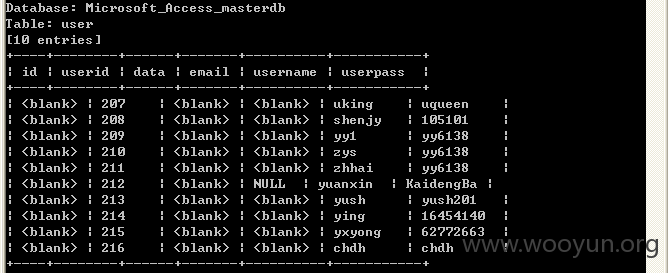 Database: Microsoft_Access_masterdb
Table: user
[10 entries]
+----+--------+------+-------+----------+-----------+
| id | userid | data | email | username | userpass  |
+----+--------+------+-------+----------+-----------+
| <blank> | 207    | <blank> | <blank> | uking    | uqueen    |
| <blank> | 208    | <blank> | <blank> | shenjy   | 105101    |
| <blank> | 209    | <blank> | <blank> | yy1      | yy6138    |
| <blank> | 210    | <blank> | <blank> | zys      | yy6138    |
| <blank> | 211    | <blank> | <blank> | zhhai    | yy6138    |
| <blank> | 212    | <blank> | NULL  | yuanxin  | KaidengBa |
| <blank> | 213    | <blank> | <blank> | yush     | yush201   |
| <blank> | 214    | <blank> | <blank> | ying     | 16454140  |
| <blank> | 215    | <blank> | <blank> | yxyong   | 62772663  |
| <blank> | 216    | <blank> | <blank> | chdh     | chdh      |
+----+--------+------+-------+----------+-----------+
www.wooyun.org